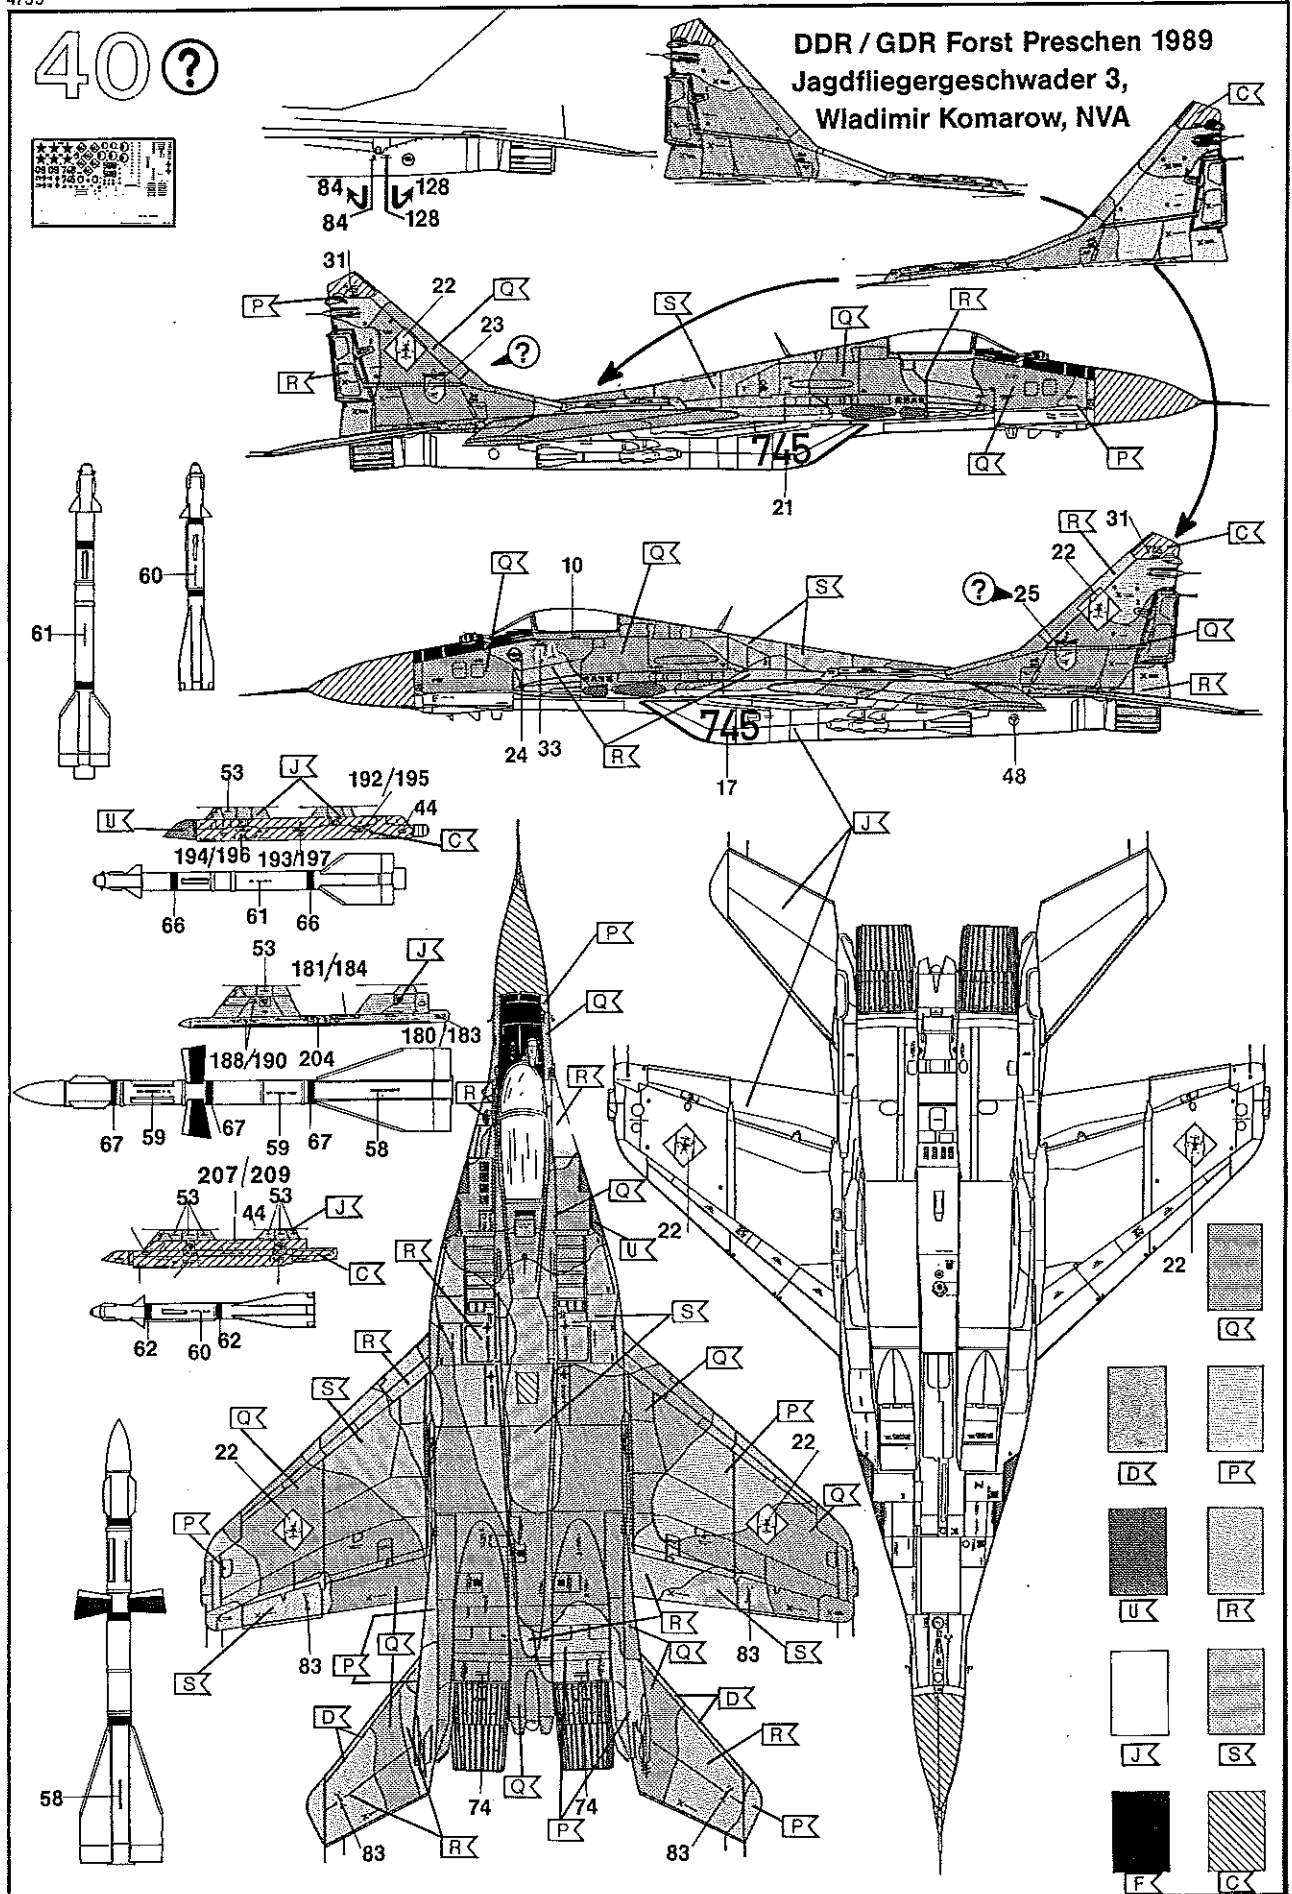 4799
40 ?
DDR / GDR Forst Preschen 1989
Jagdfliegergeschwader 3,
Wladimir Komarow, NVA
C
84 128
84 128
31
22
P
Q
S
Q
R
23
?
R
745
Q
P
21
60
61
Q
10
Q
S
R
31
C
22
? 25
Q
R
745
24
33
R
17
48
J
53
J
192/195
44
U
C
194/196
193/197
66
61
66
53
181/184
J
180/183
188/190
204
67
59
67
59
67
58
P
Q
R
R
207/209
53
44
53
J
C
Q
U
R
22
22
62
60
62
S
R
S
Q
Q
22
P
P
22
Q
Q
D
P
U
R
R
S
83
Q
P
R
Q
83
S
D
D
R
J
S
58
74
Q
74
P
P
83
R
83
F
C